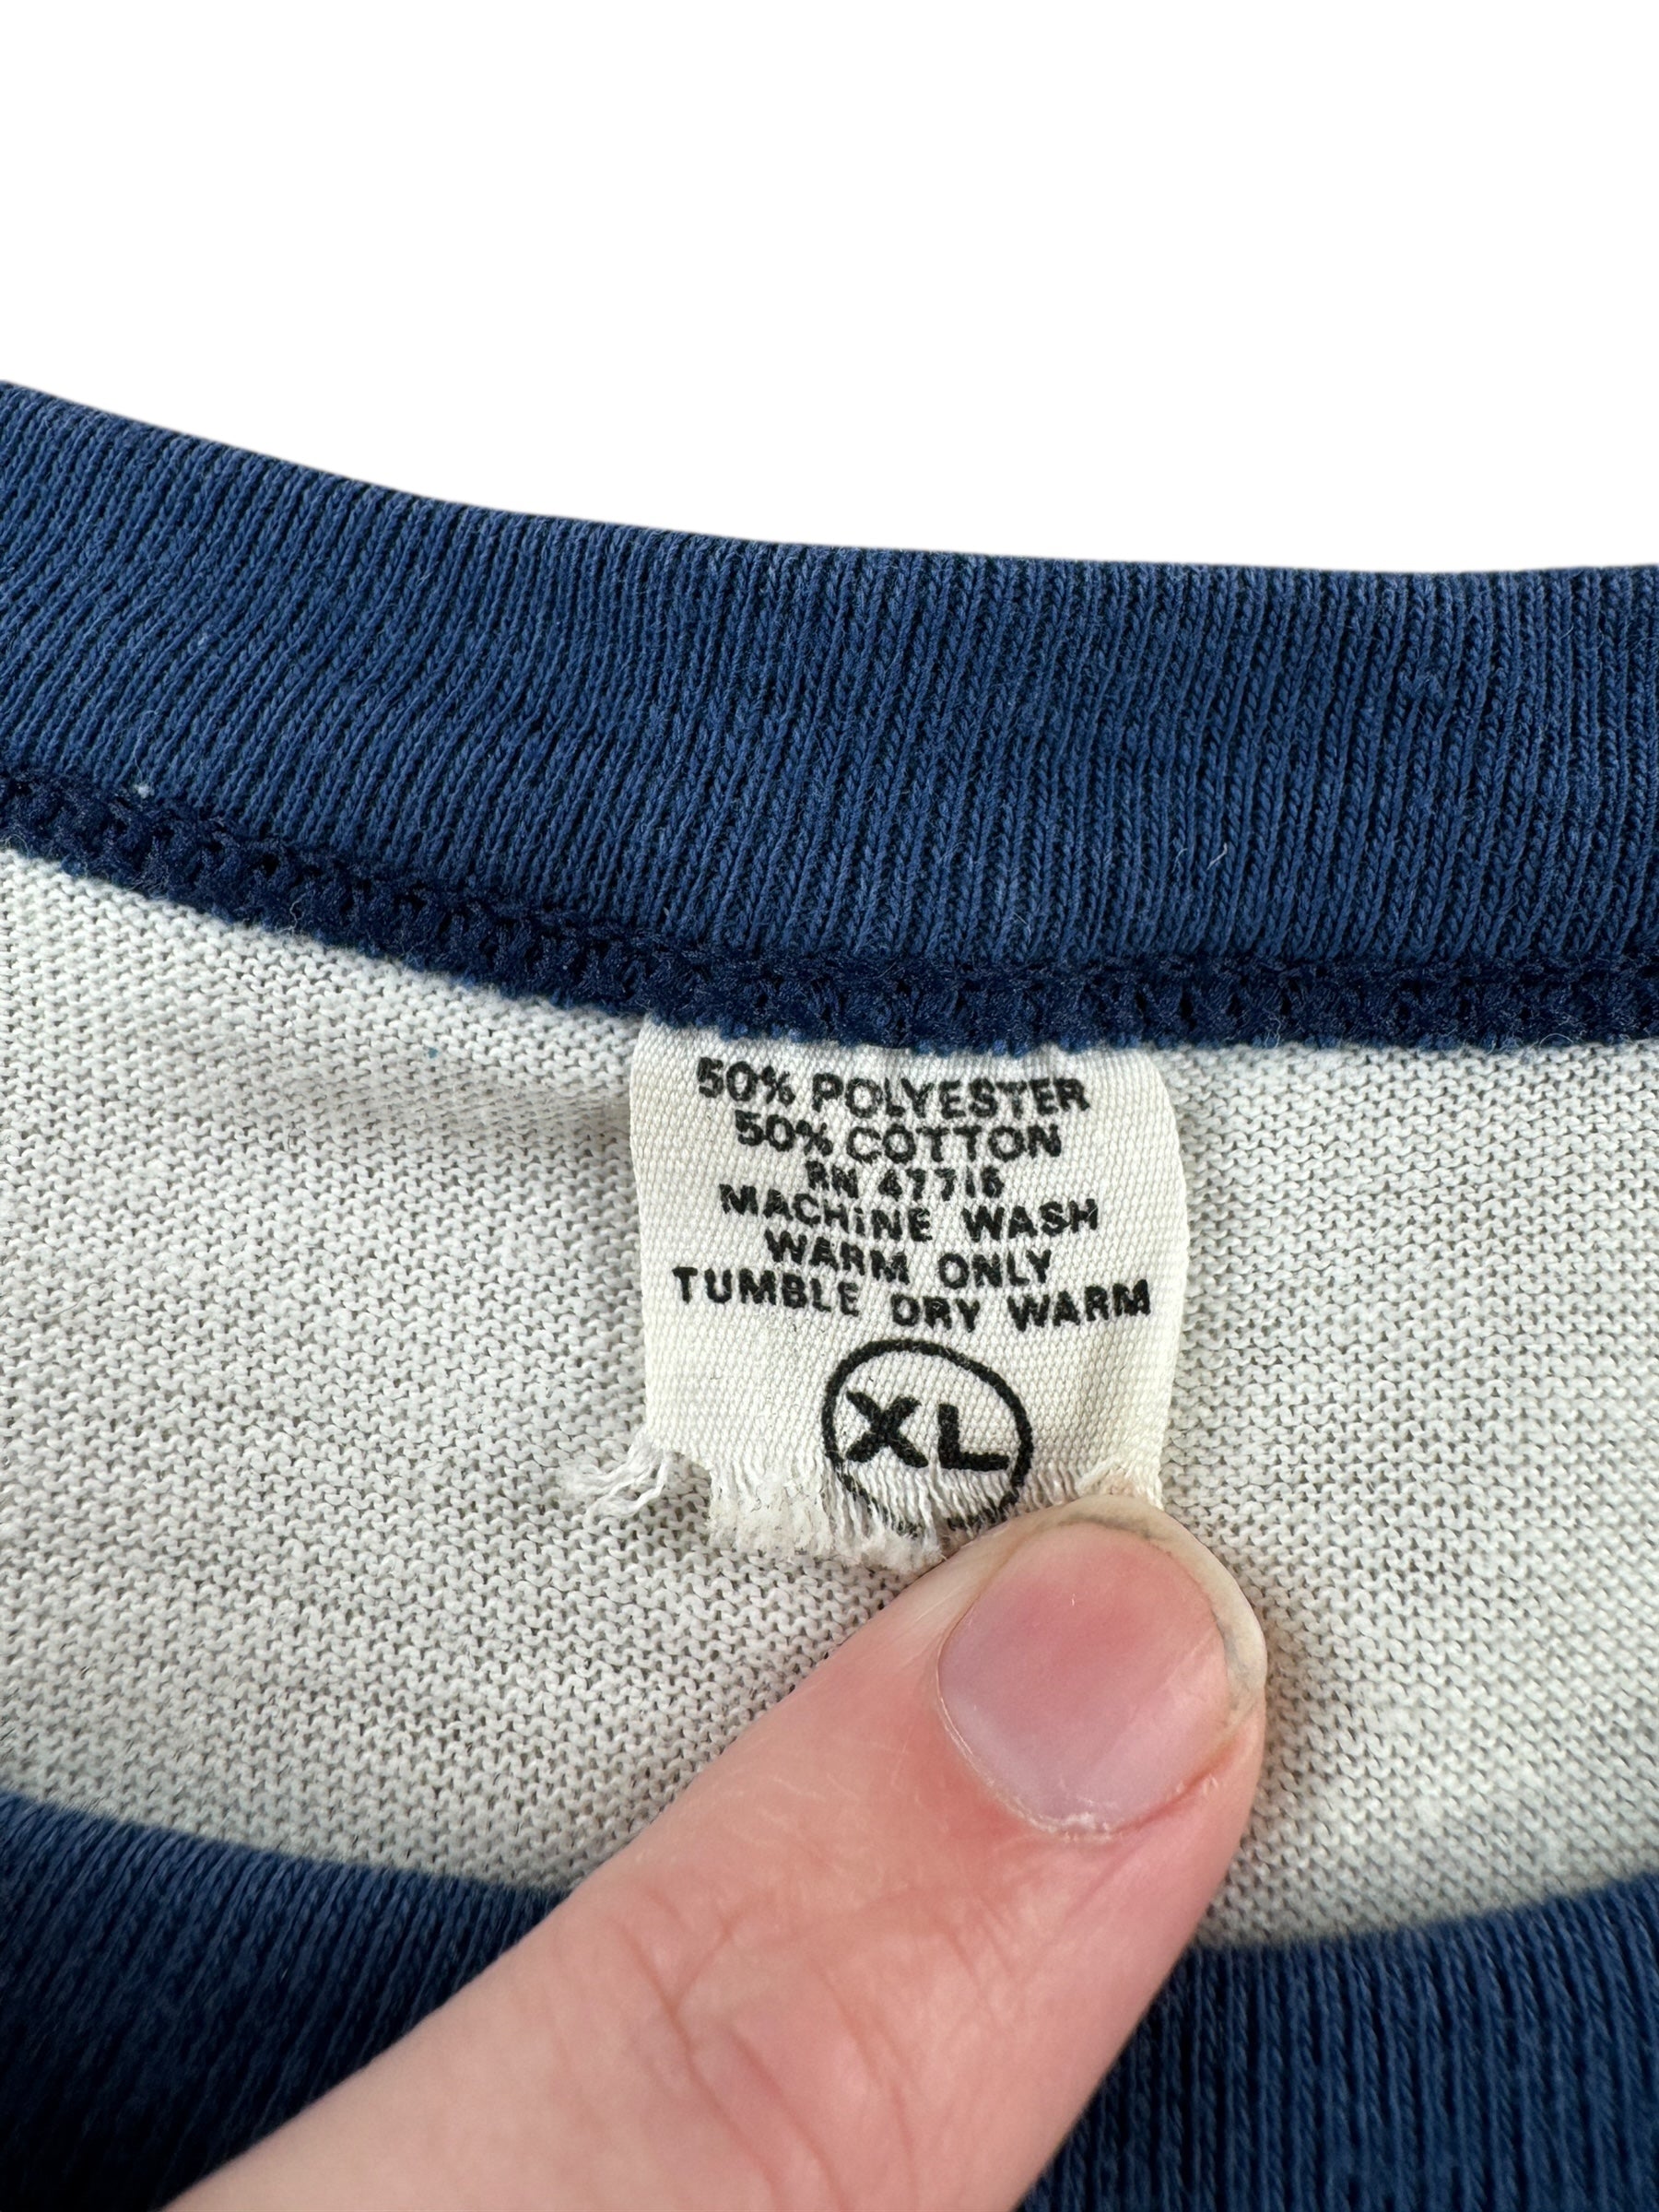 50% POLYESTER
50% COTTON
RN 47716
MACHiNE WASH
WARM ONLY
TUMBLE DRY WARM
XL